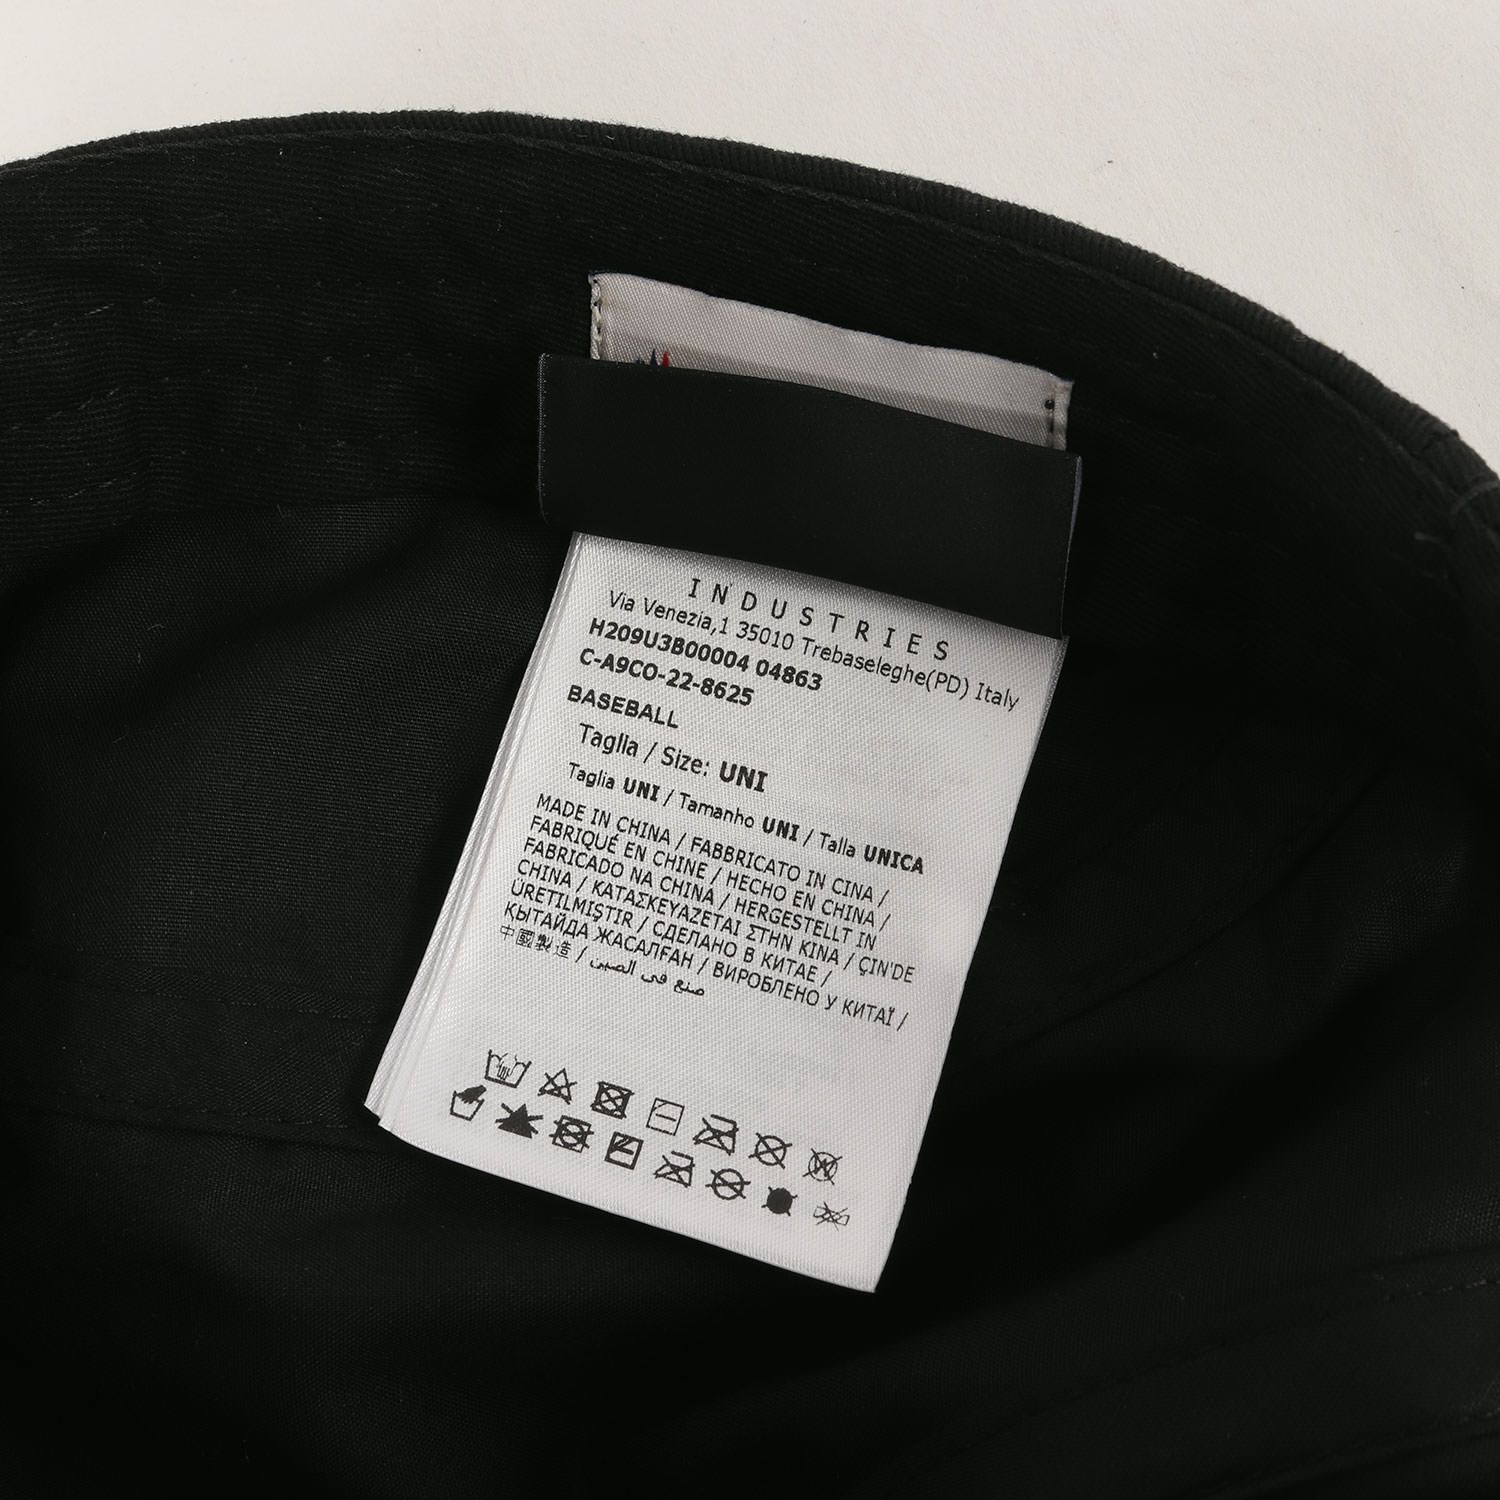 INDUSTRIES
Via Venezia,1 35010 Trebaseleghe(PD) Italy
H209U3B00004 04863
C-A9CO-22-8625
BASEBALL
Taglia / Size: UNI
Taglia UNI / Tamanho UNI / Talla UNICA
MADE IN CHINA / FABBRICATO IN CINA /
FABRIQUÉ EN CHINE / HECHO EN CHINA /
FABRICADO NA CHINA / HERGESTELLT IN
CHINA / ΚΑΤΑΣΚΕΥΑΖΕΤΑΙ ΣΤΗΝ ΚΙΝΑ / ÇIN'DE
ÜRETILMIŞTIR / СДЕЛАНО В КИТАЕ /
ҚЫТАЙДА ЖАСАЛҒАН / ВИРОБЛЕНО У КИТАЇ /
中國製造 / صنع في الصين